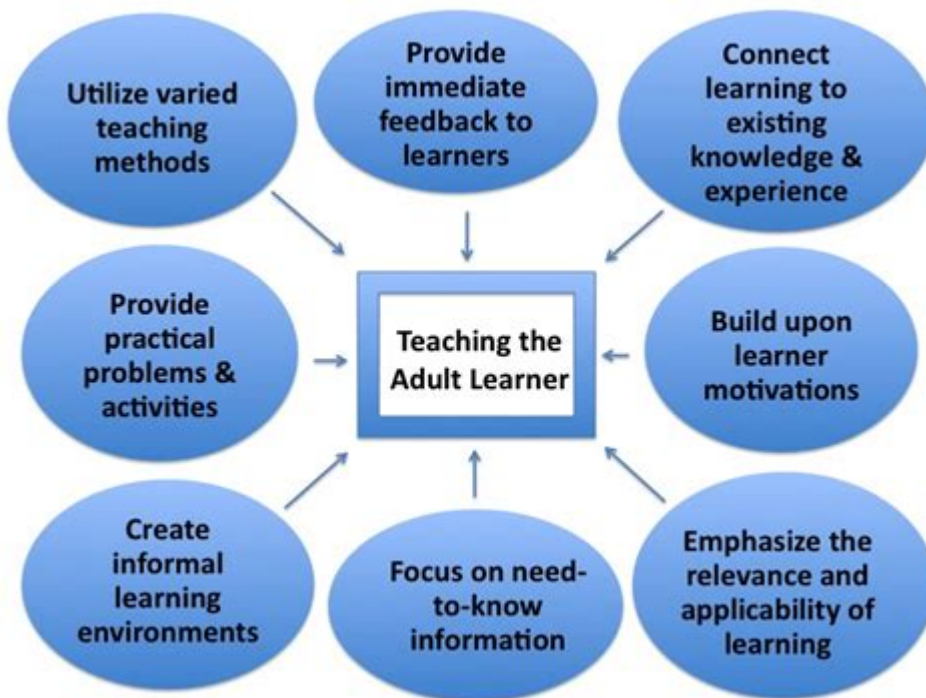 Utilize varied
teaching
methods
Provide
immediate
feedback to
learners
Connect
learning to
existing
knowledge &
experience
Provide
practical
problems &
activities
Teaching the
Adult Learner
Build upon
learner
motivations
Create
informal
learning
environments
Focus on need-
to-know
information
Emphasize the
relevance and
applicability of
learning